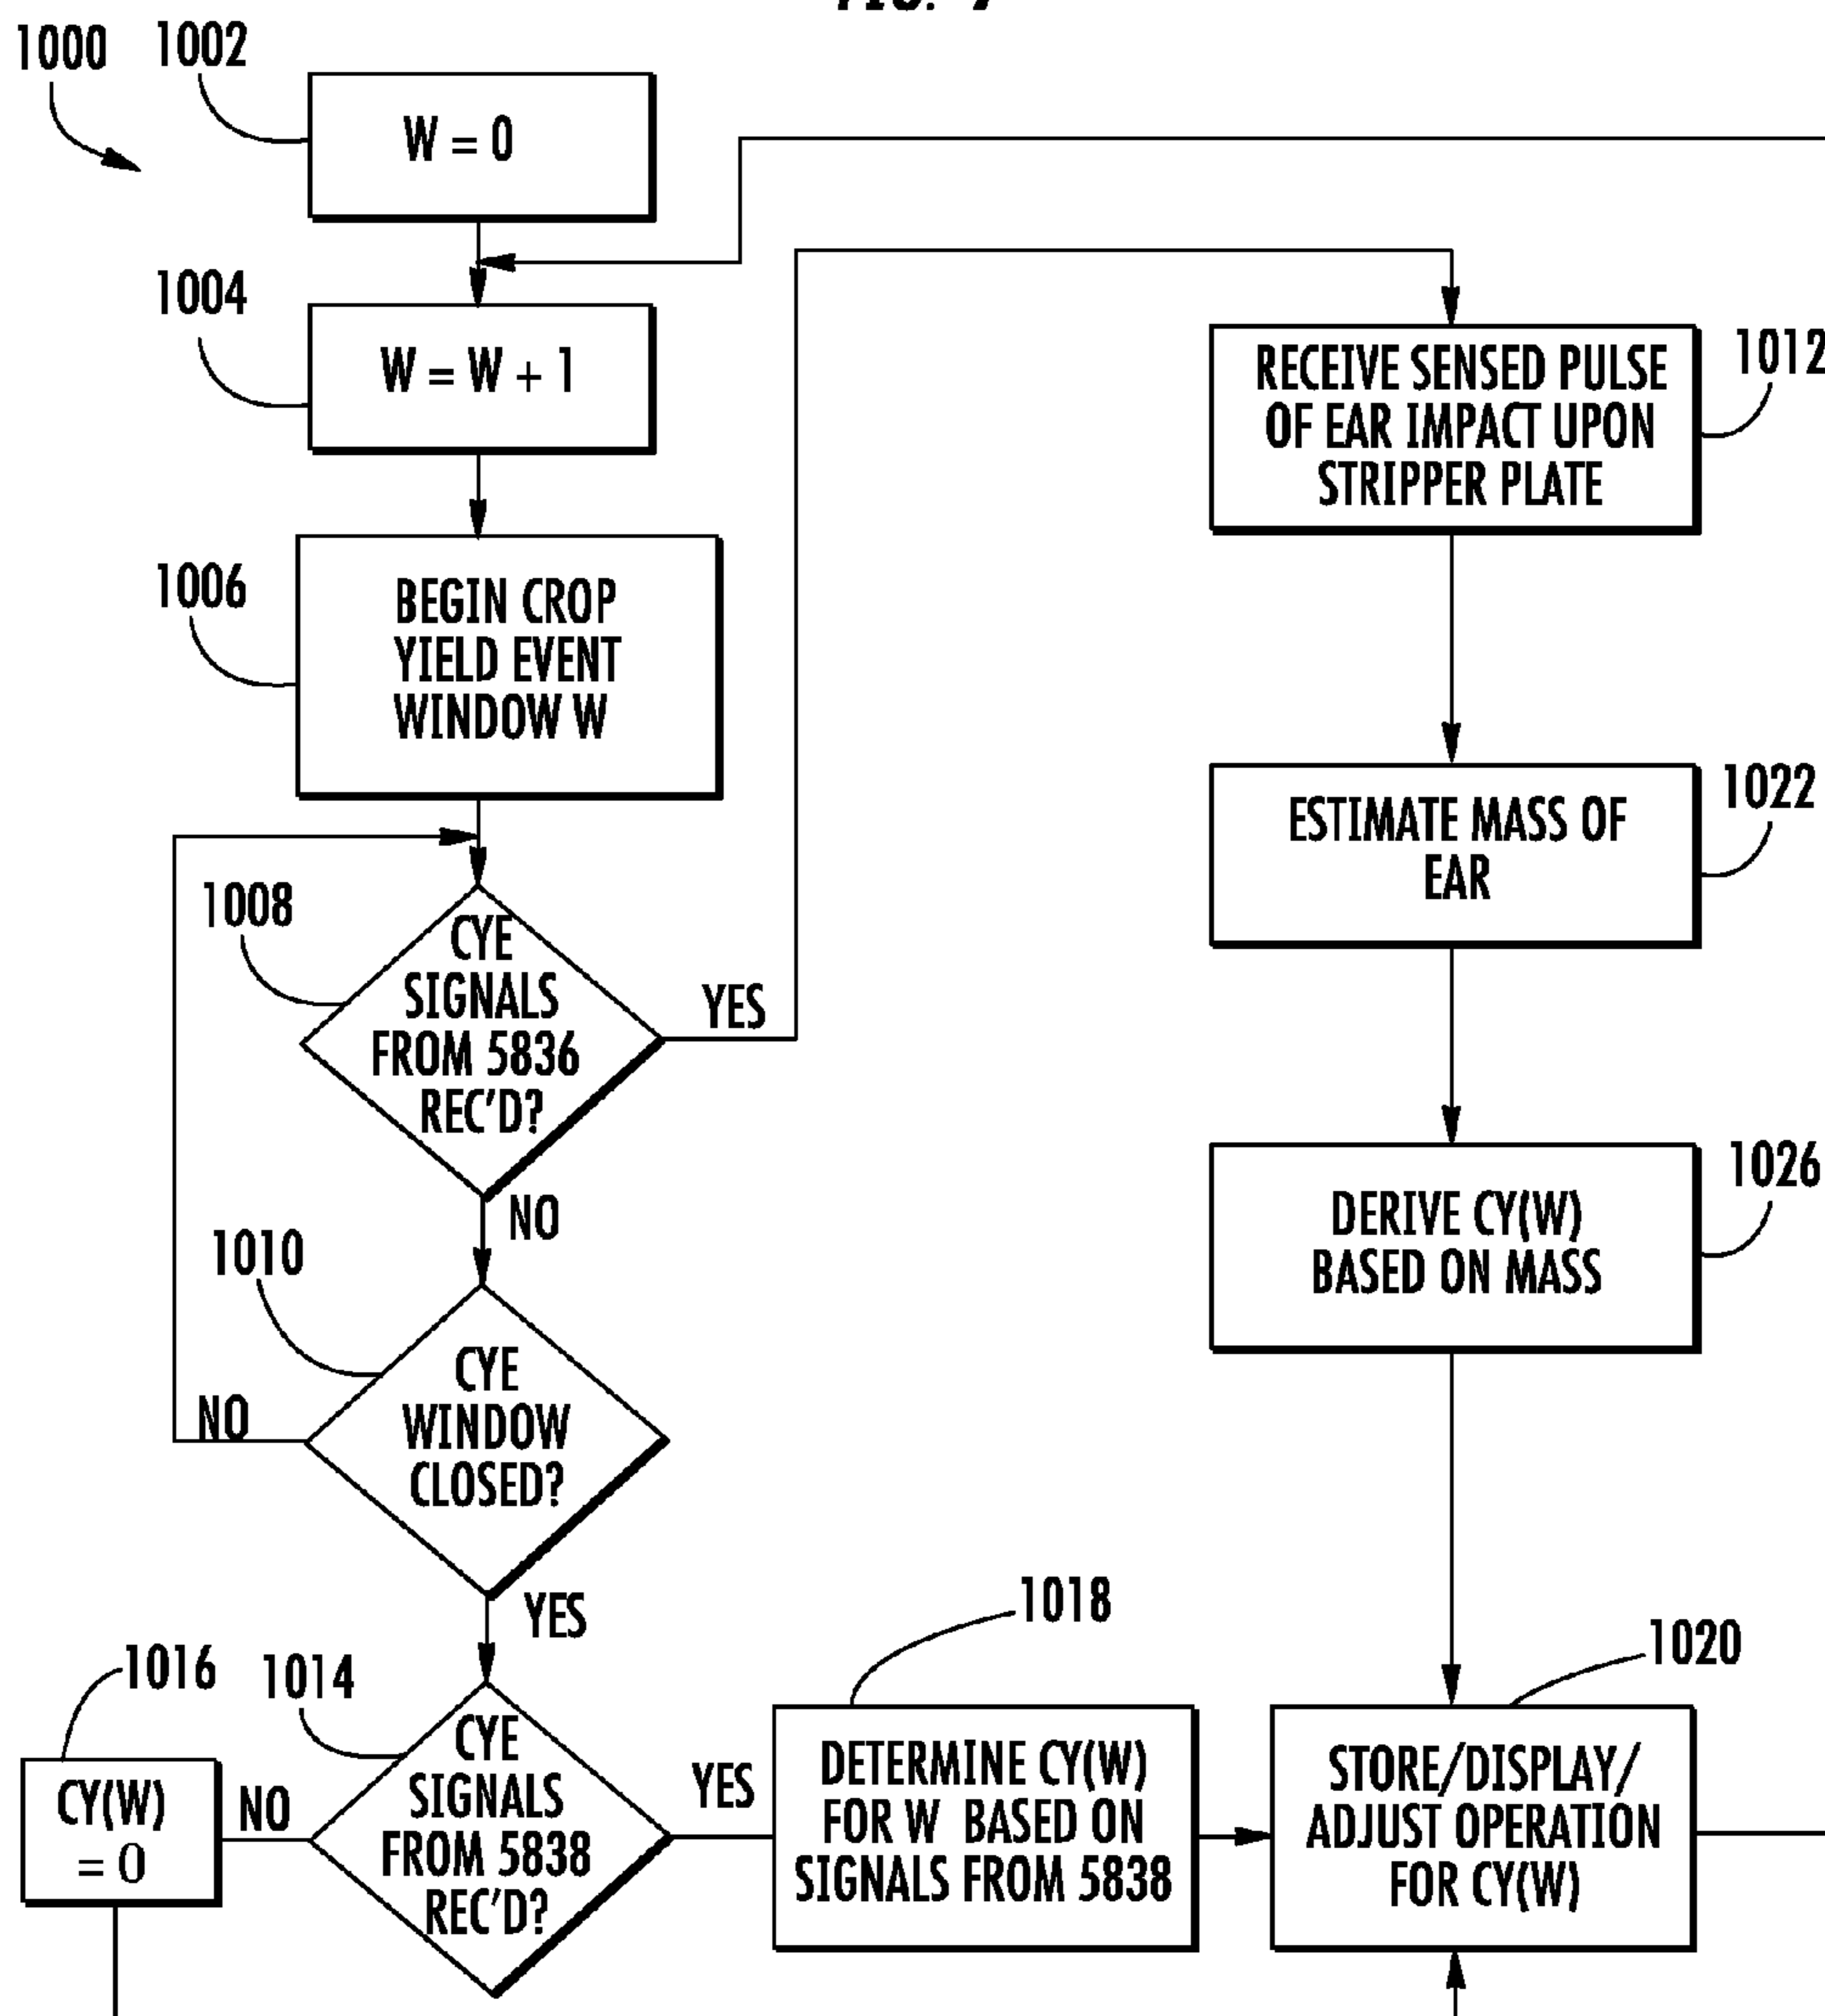 FIG. 7
1000
1002
W = 0
1004
W = W + 1
1006
BEGIN CROP
YIELD EVENT
WINDOW W
1008
CYE
SIGNALS
FROM 5836
REC'D?
YES
NO
1010
CYE
WINDOW
CLOSED?
NO
YES
1016
CY(W)
= 0
NO
1014
CYE
SIGNALS
FROM 5838
REC'D?
YES
1018
DETERMINE CY(W)
FOR W BASED ON
SIGNALS FROM 5838
1012
RECEIVE SENSED PULSE
OF EAR IMPACT UPON
STRIPPER PLATE
1022
ESTIMATE MASS OF
EAR
1026
DERIVE CY(W)
BASED ON MASS
1020
STORE/DISPLAY/
ADJUST OPERATION
FOR CY(W)